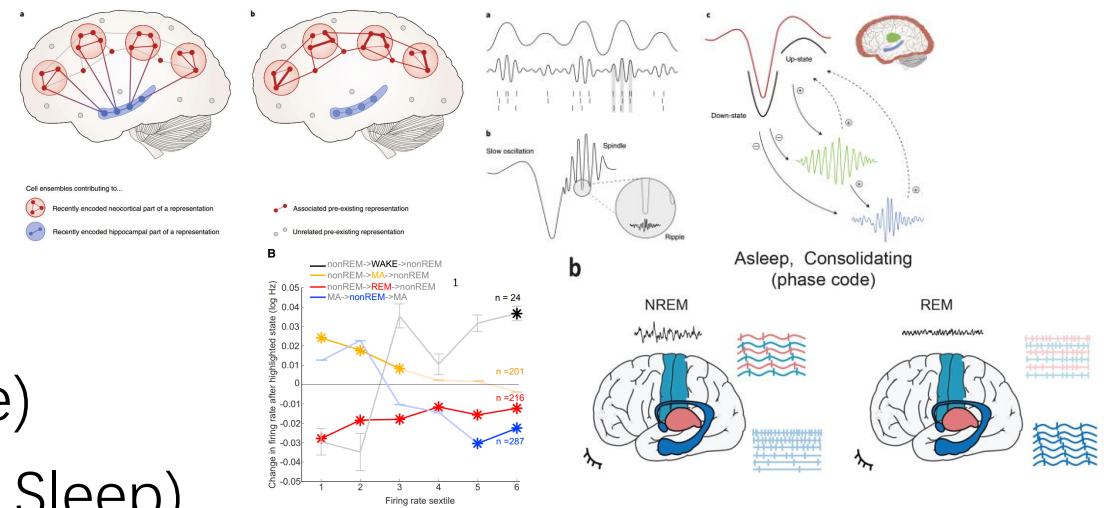 a
b
Cell ensembles contributing to...
Recently encoded neocortical part of a representation
Associated pre-existing representation
Recently encoded hippocampal part of a representation
Unrelated pre-existing representation
a
b
Slow oscillation
Spindle
Ripple
c
Up-state
Down-state
+
+
−
−
+
+
B
nonREM->WAKE->nonREM
nonREM->MA->nonREM
nonREM->REM->nonREM
MA->nonREM->MA
1
Change in firing rate after highlighted state (log Hz)
0.05
0.04
0.03
0.02
0.01
0
-0.01
-0.02
-0.03
-0.04
-0.05
n = 24
n =201
n =216
n =287
1 2 3 4 5 6
Firing rate sextile
b
Asleep, Consolidating
(phase code)
NREM
REM
e)
Sleep)